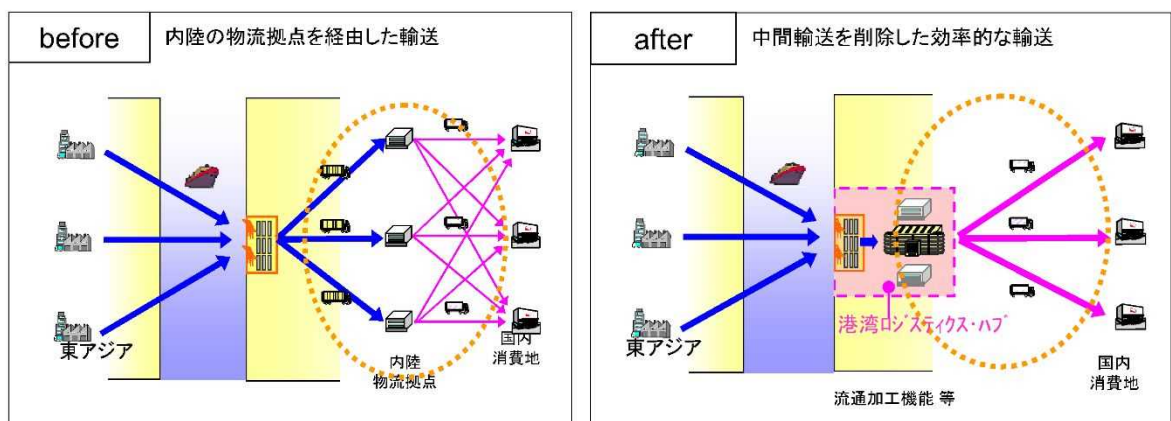 before
内陸の物流拠点を経由した輸送
東アジア
内陸
物流拠点
国内
消費地
after
中間輸送を削除した効率的な輸送
東アジア
港湾ﾛｼﾞｽﾃｨｸｽ・ﾊﾌﾞ
流通加工機能 等
国内
消費地